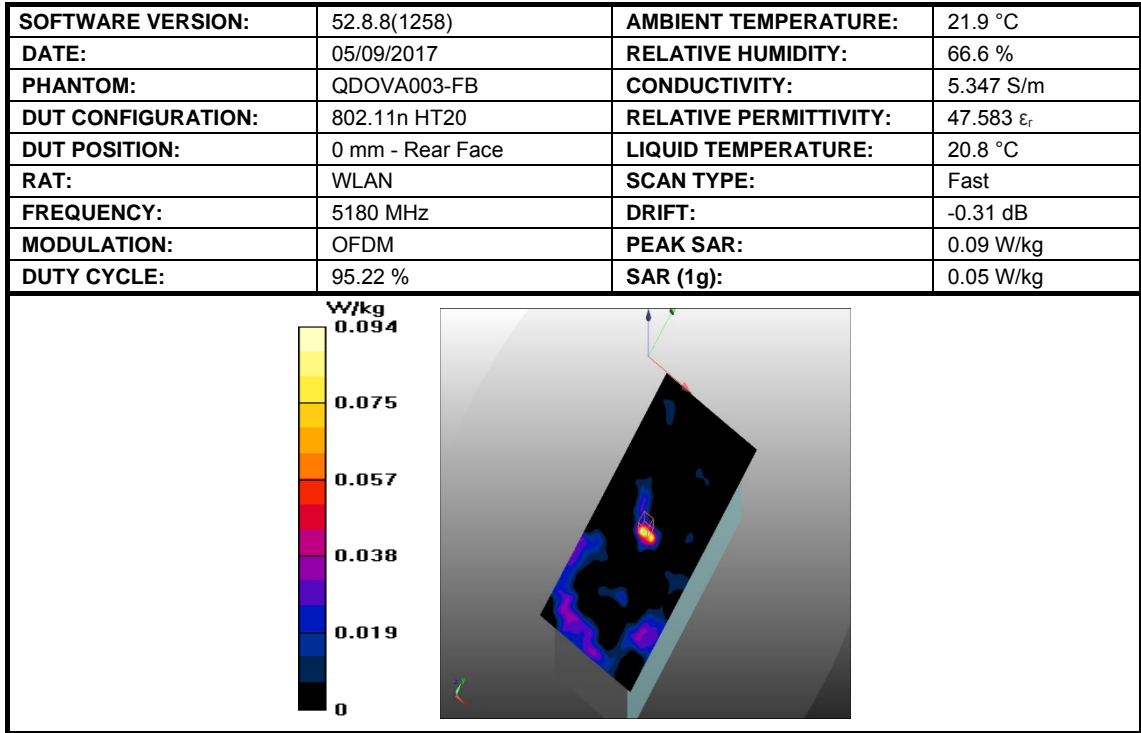 SOFTWARE VERSION: 52.8.8(1258) AMBIENT TEMPERATURE: 21.9 °C
DATE: 05/09/2017 RELATIVE HUMIDITY: 66.6 %
PHANTOM: QDOVA003-FB CONDUCTIVITY: 5.347 S/m
DUT CONFIGURATION: 802.11n HT20 RELATIVE PERMITTIVITY: 47.583 εr
DUT POSITION: 0 mm - Rear Face LIQUID TEMPERATURE: 20.8 °C
RAT: WLAN SCAN TYPE: Fast
FREQUENCY: 5180 MHz DRIFT: -0.31 dB
MODULATION: OFDM PEAK SAR: 0.09 W/kg
DUTY CYCLE: 95.22 % SAR (1g): 0.05 W/kg
W/kg
0.094
0.075
0.057
0.038
0.019
0